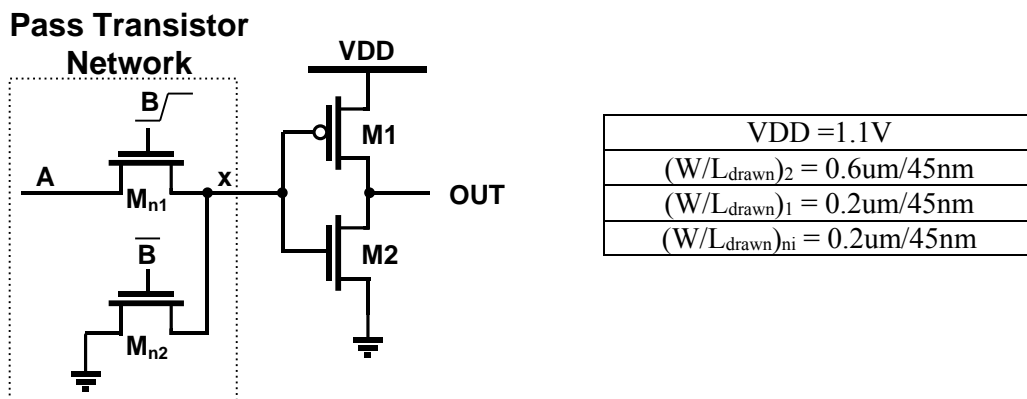 Pass Transistor
Network
VDD
B
M1
A
Mn1
x
OUT
B̅
M2
Mn2
VDD =1.1V
(W/Ldrawn)2 = 0.6um/45nm
(W/Ldrawn)1 = 0.2um/45nm
(W/Ldrawn)ni = 0.2um/45nm